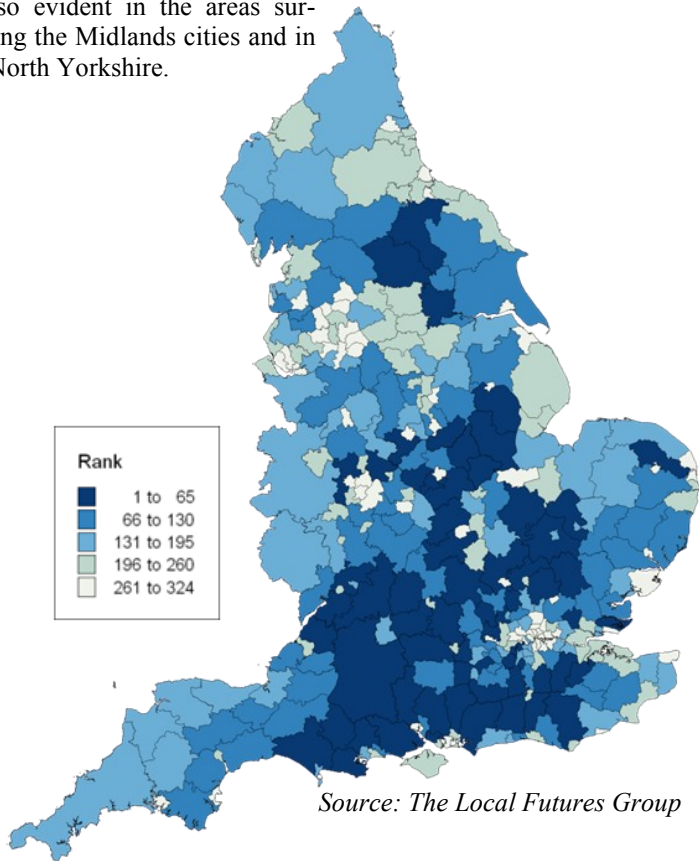 so evident in the areas sur-
ng the Midlands cities and in
North Yorkshire.
Rank
1 to 65
66 to 130
131 to 195
196 to 260
261 to 324
Source: The Local Futures Group